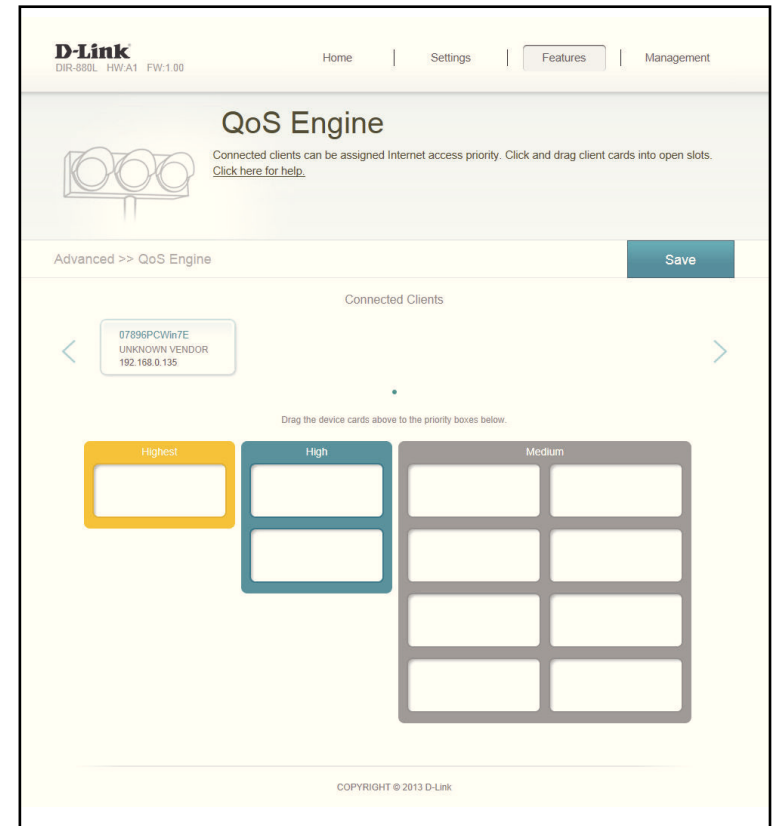 D-Link
DIR-880L HW:A1 FW:1.00
Home
Settings
Features
Management
QoS Engine
Connected clients can be assigned Internet access priority. Click and drag client cards into open slots.
Click here for help.
Advanced >> QoS Engine
Save
Connected Clients
07896PCWin7E
UNKNOWN VENDOR
192.168.0.135
Drag the device cards above to the priority boxes below.
Highest
High
Medium
COPYRIGHT © 2013 D-Link